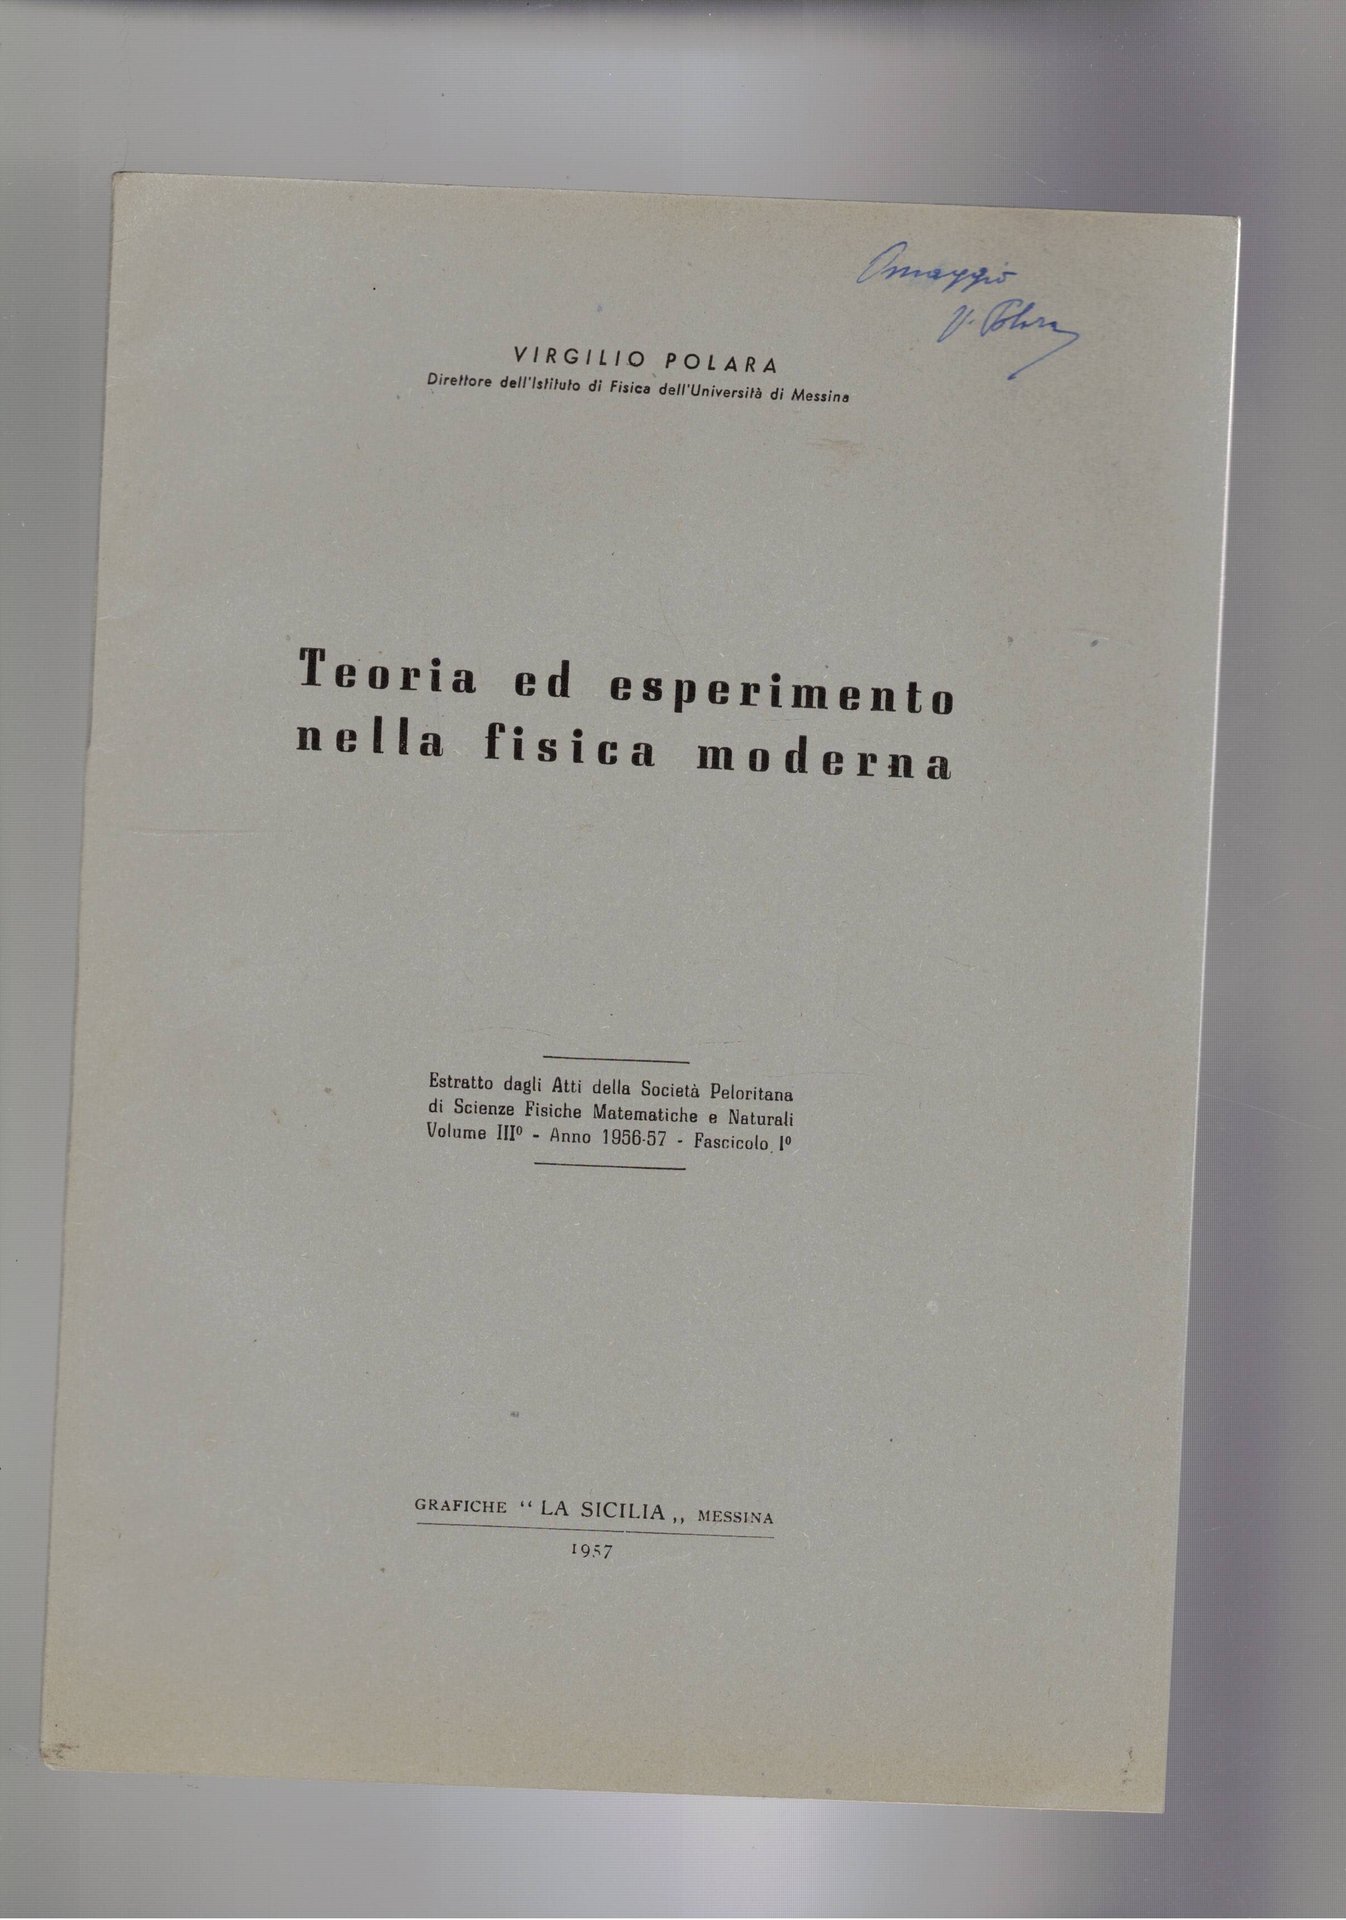 Omaggio
V. Polara
VIRGILIO POLARA
Direttore dell'Istituto di Fisica dell'Università di Messina
Teoria ed esperimento
nella fisica moderna
Estratto dagli Atti della Società Peloritana
di Scienze Fisiche Matematiche e Naturali
Volume IIIº - Anno 1956-57 - Fascicolo Iº
GRAFICHE “ LA SICILIA „ MESSINA
1957